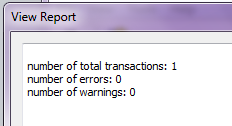 View Report
number of total transactions: 1
number of errors: 0
number of warnings: 0